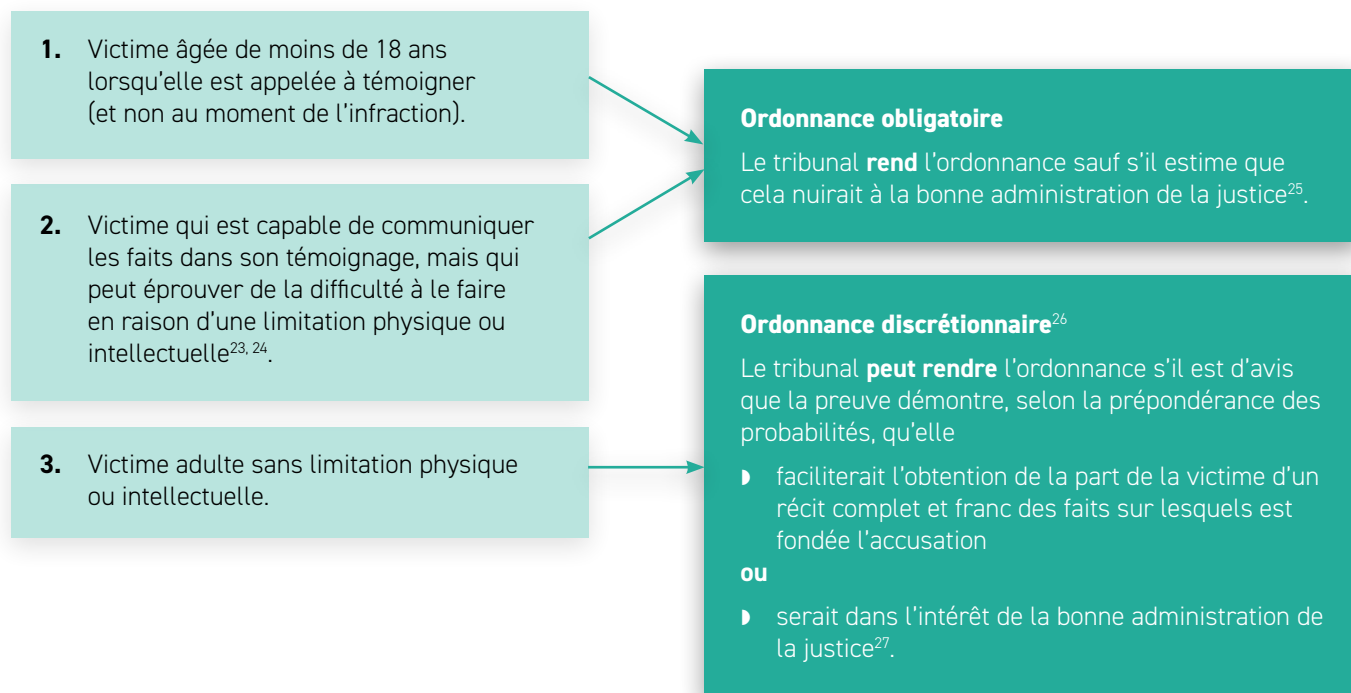 1. Victime âgée de moins de 18 ans
lorsqu'elle est appelée à témoigner
(et non au moment de l'infraction).
2. Victime qui est capable de communiquer
les faits dans son témoignage, mais qui
peut éprouver de la difficulté à le faire
en raison d'une limitation physique ou
intellectuelle23, 24.
3. Victime adulte sans limitation physique
ou intellectuelle.
Ordonnance obligatoire
Le tribunal rend l'ordonnance sauf s'il estime que
cela nuirait à la bonne administration de la justice25.
Ordonnance discrétionnaire26
Le tribunal peut rendre l'ordonnance s'il est d'avis
que la preuve démontre, selon la prépondérance des
probabilités, qu'elle
◗ faciliterait l'obtention de la part de la victime d'un
récit complet et franc des faits sur lesquels est
fondée l'accusation
ou
◗ serait dans l'intérêt de la bonne administration de
la justice27.